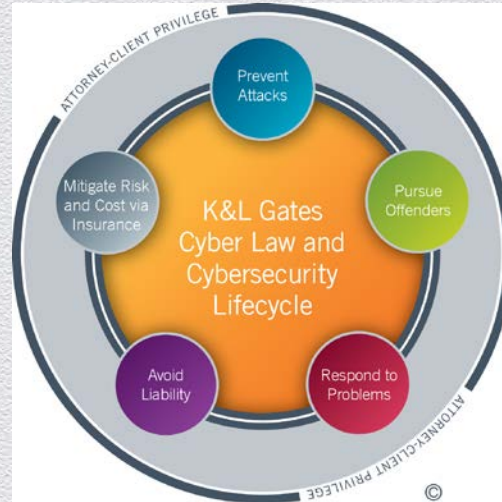 ATTORNEY-CLIENT PRIVILEGE
Prevent
Attacks
Mitigate Risk
and Cost via
Insurance
Pursue
Offenders
K&L Gates
Cyber Law and
Cybersecurity
Lifecycle
Avoid
Liability
Respond to
Problems
ATTORNEY-CLIENT PRIVILEGE
©